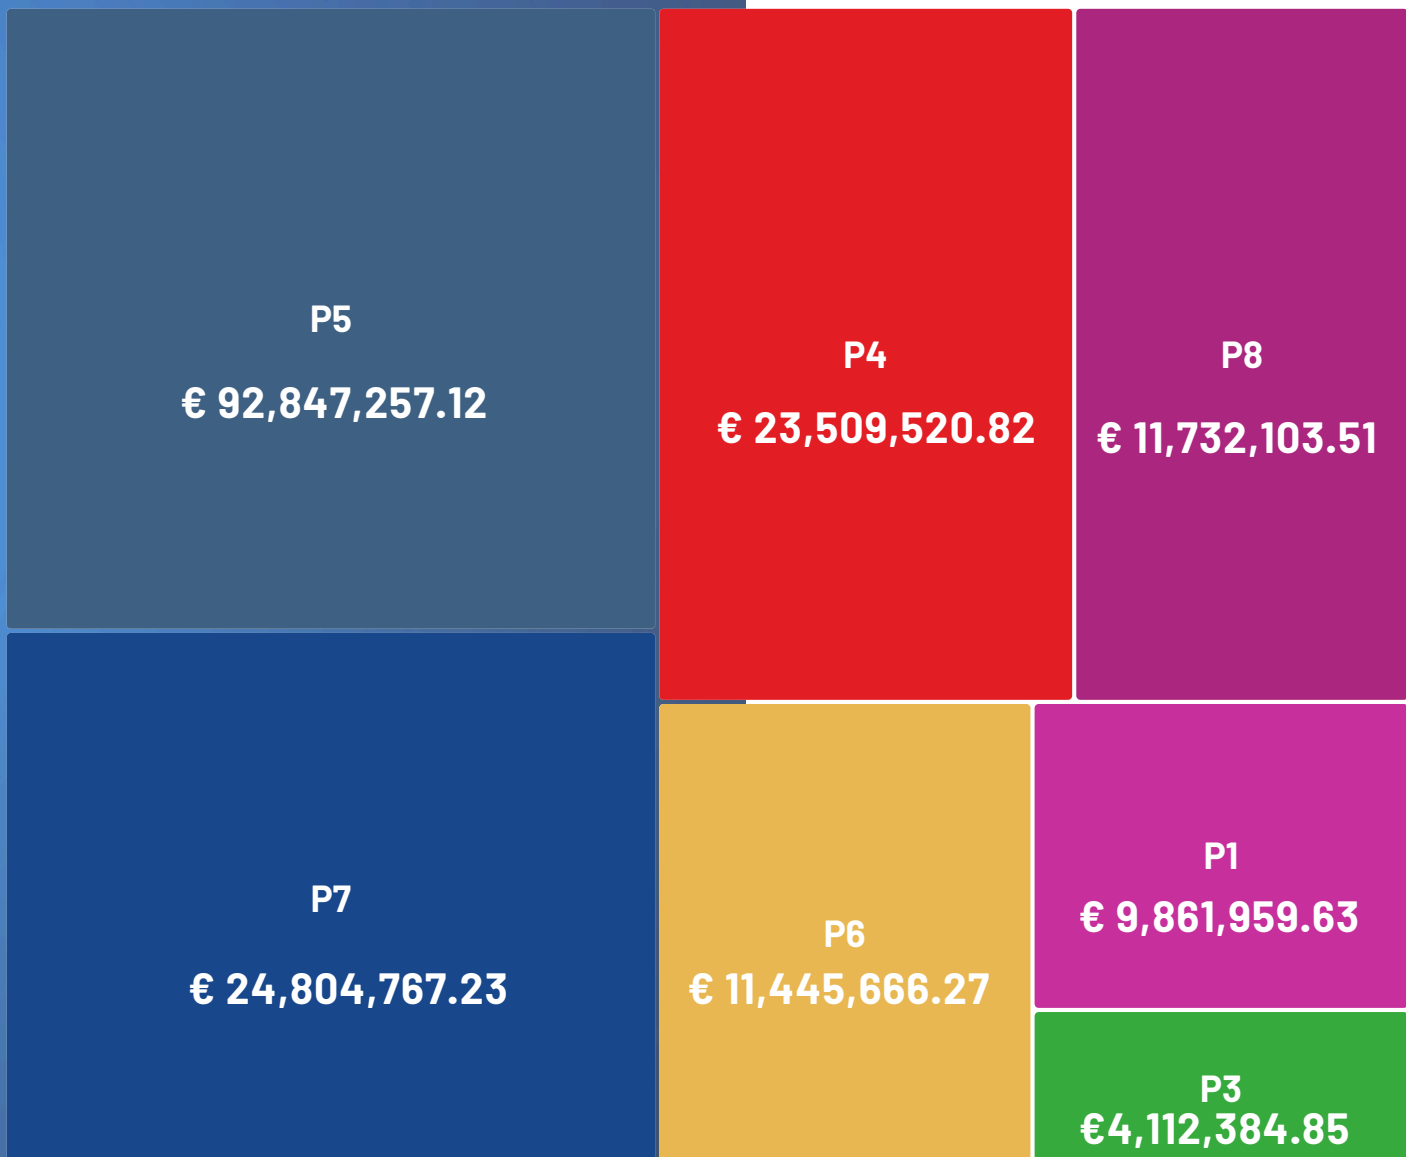 P5
€ 92,847,257.12
P4
€ 23,509,520.82
P8
€ 11,732,103.51
P7
€ 24,804,767.23
P6
€ 11,445,666.27
P1
€ 9,861,959.63
P3
€4,112,384.85